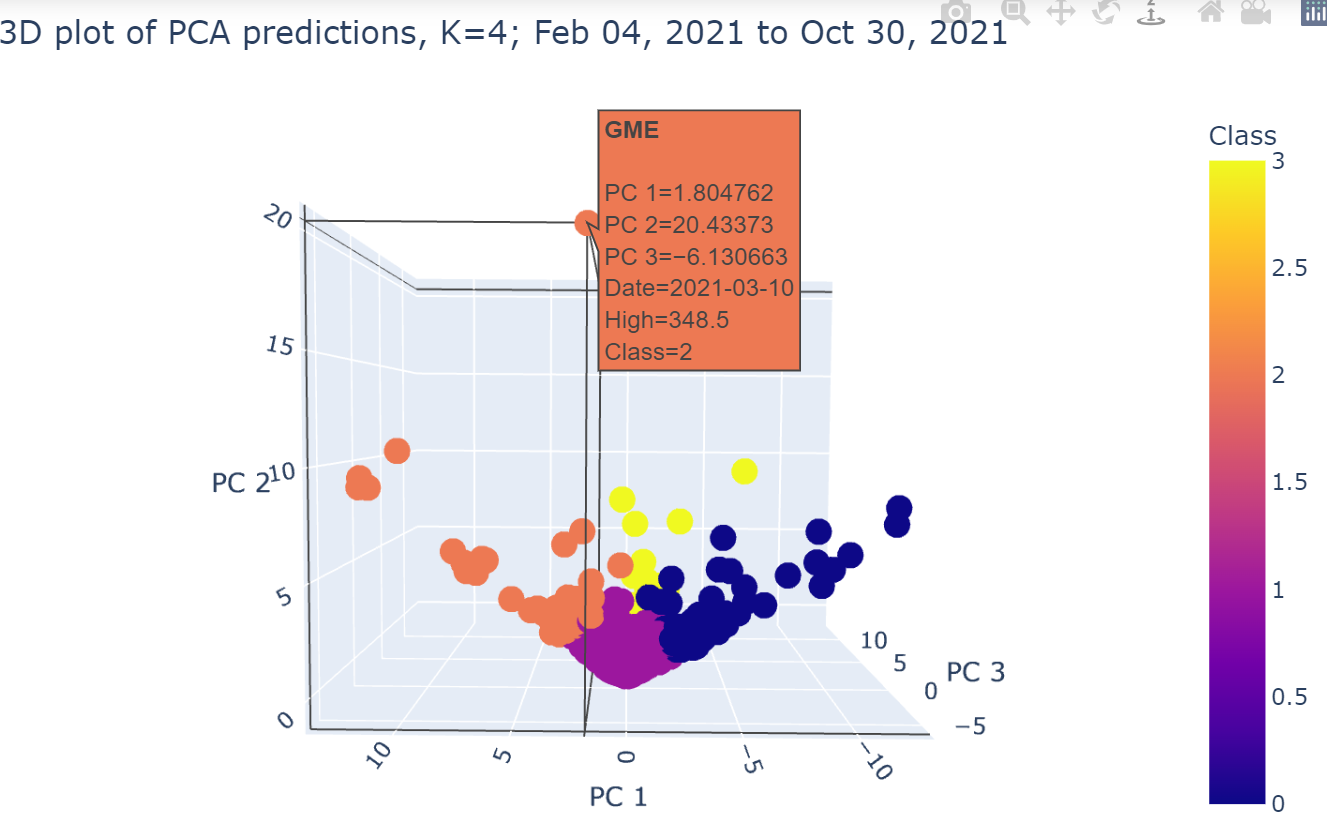 3D plot of PCA predictions, K=4; Feb 04, 2021 to Oct 30, 2021
GME
PC 1=1.804762
PC 2=20.43373
PC 3=−6.130663
Date=2021-03-10
High=348.5
Class=2
Class
3
2.5
2
1.5
1
0.5
0
20
15
10
5
0
PC 2
10
5
0
−5
−10
PC 1
10
5
0
−5
PC 3